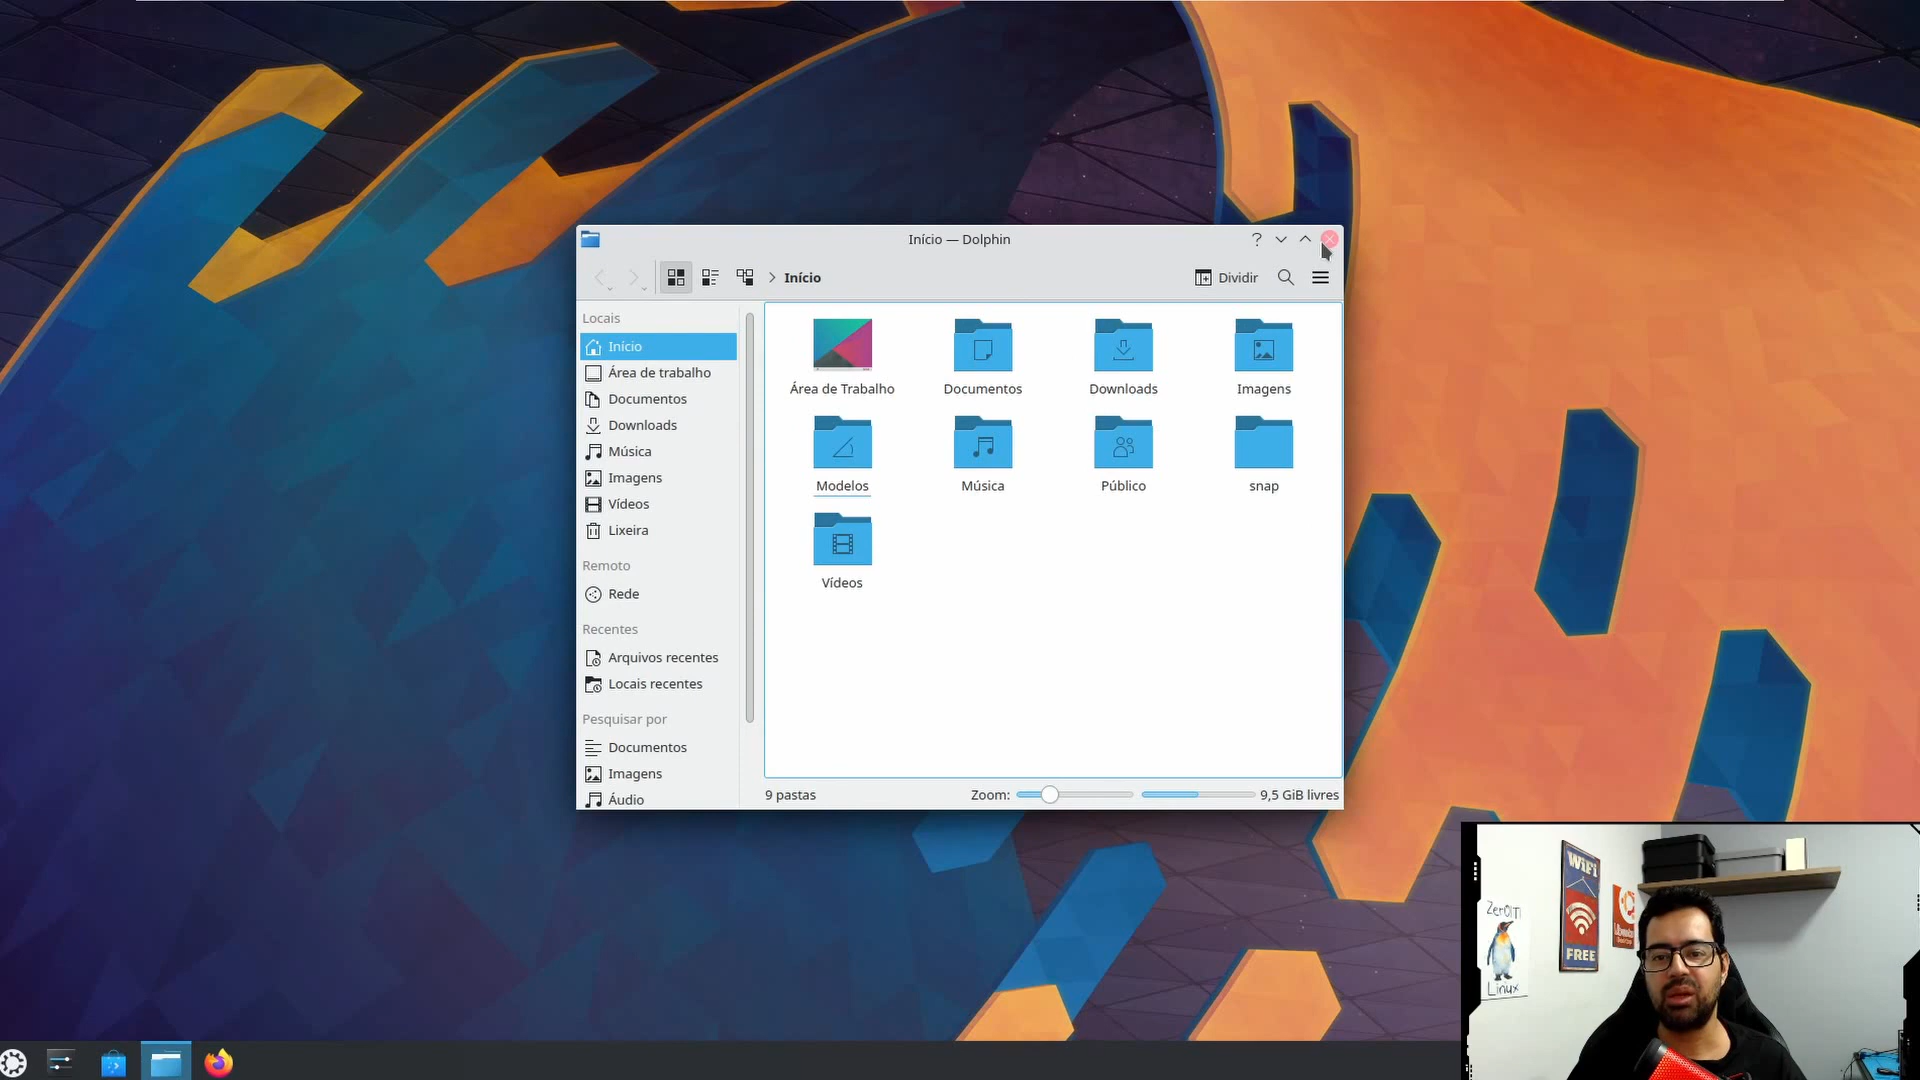 Início — Dolphin
Início
Dividir
Locais
Início
Área de trabalho
Documentos
Downloads
Música
Imagens
Vídeos
Lixeira
Remoto
Rede
Recentes
Arquivos recentes
Locais recentes
Pesquisar por
Documentos
Imagens
Áudio
Área de Trabalho
Documentos
Downloads
Imagens
Modelos
Música
Público
snap
Vídeos
9 pastas
Zoom:
9,5 GiB livres
WiFi
FREE
Zer01Ti
Linux